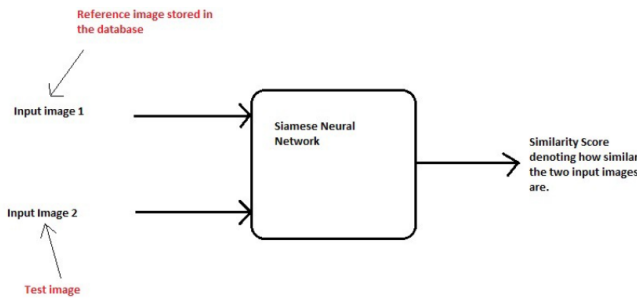 Reference image stored in
the database
Input image 1
Siamese Neural
Network
Similarity Score
denoting how similar
the two input images
are.
Input Image 2
Test image